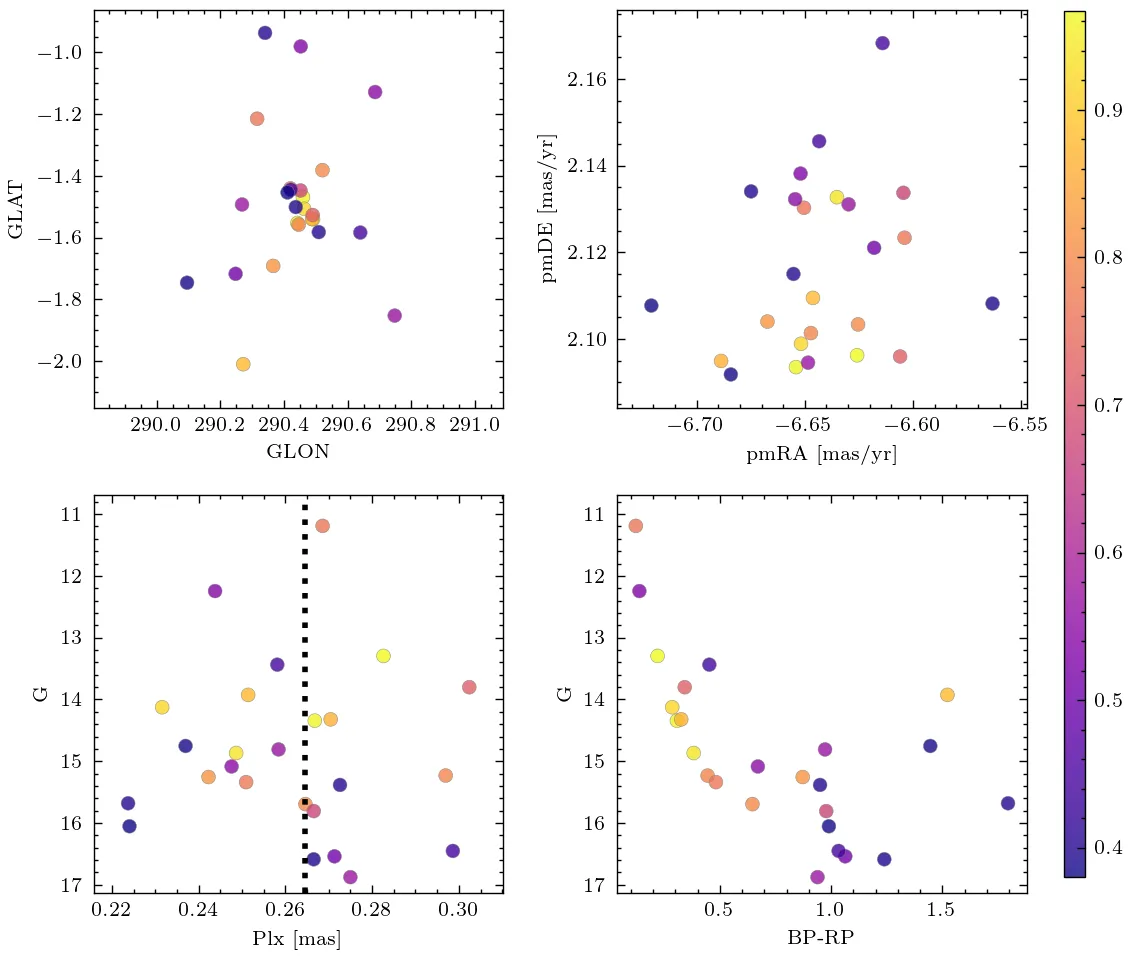 −1.0
−1.2
−1.4
−1.6
−1.8
−2.0
GLAT
290.0 290.2 290.4 290.6 290.8 291.0
GLON
2.16
2.14
2.12
2.10
pmDE [mas/yr]
−6.70 −6.65 −6.60 −6.55
pmRA [mas/yr]
11
12
13
14
15
16
17
G
0.22 0.24 0.26 0.28 0.30
Plx [mas]
11
12
13
14
15
16
17
G
0.5 1.0 1.5
BP-RP
0.9
0.8
0.7
0.6
0.5
0.4